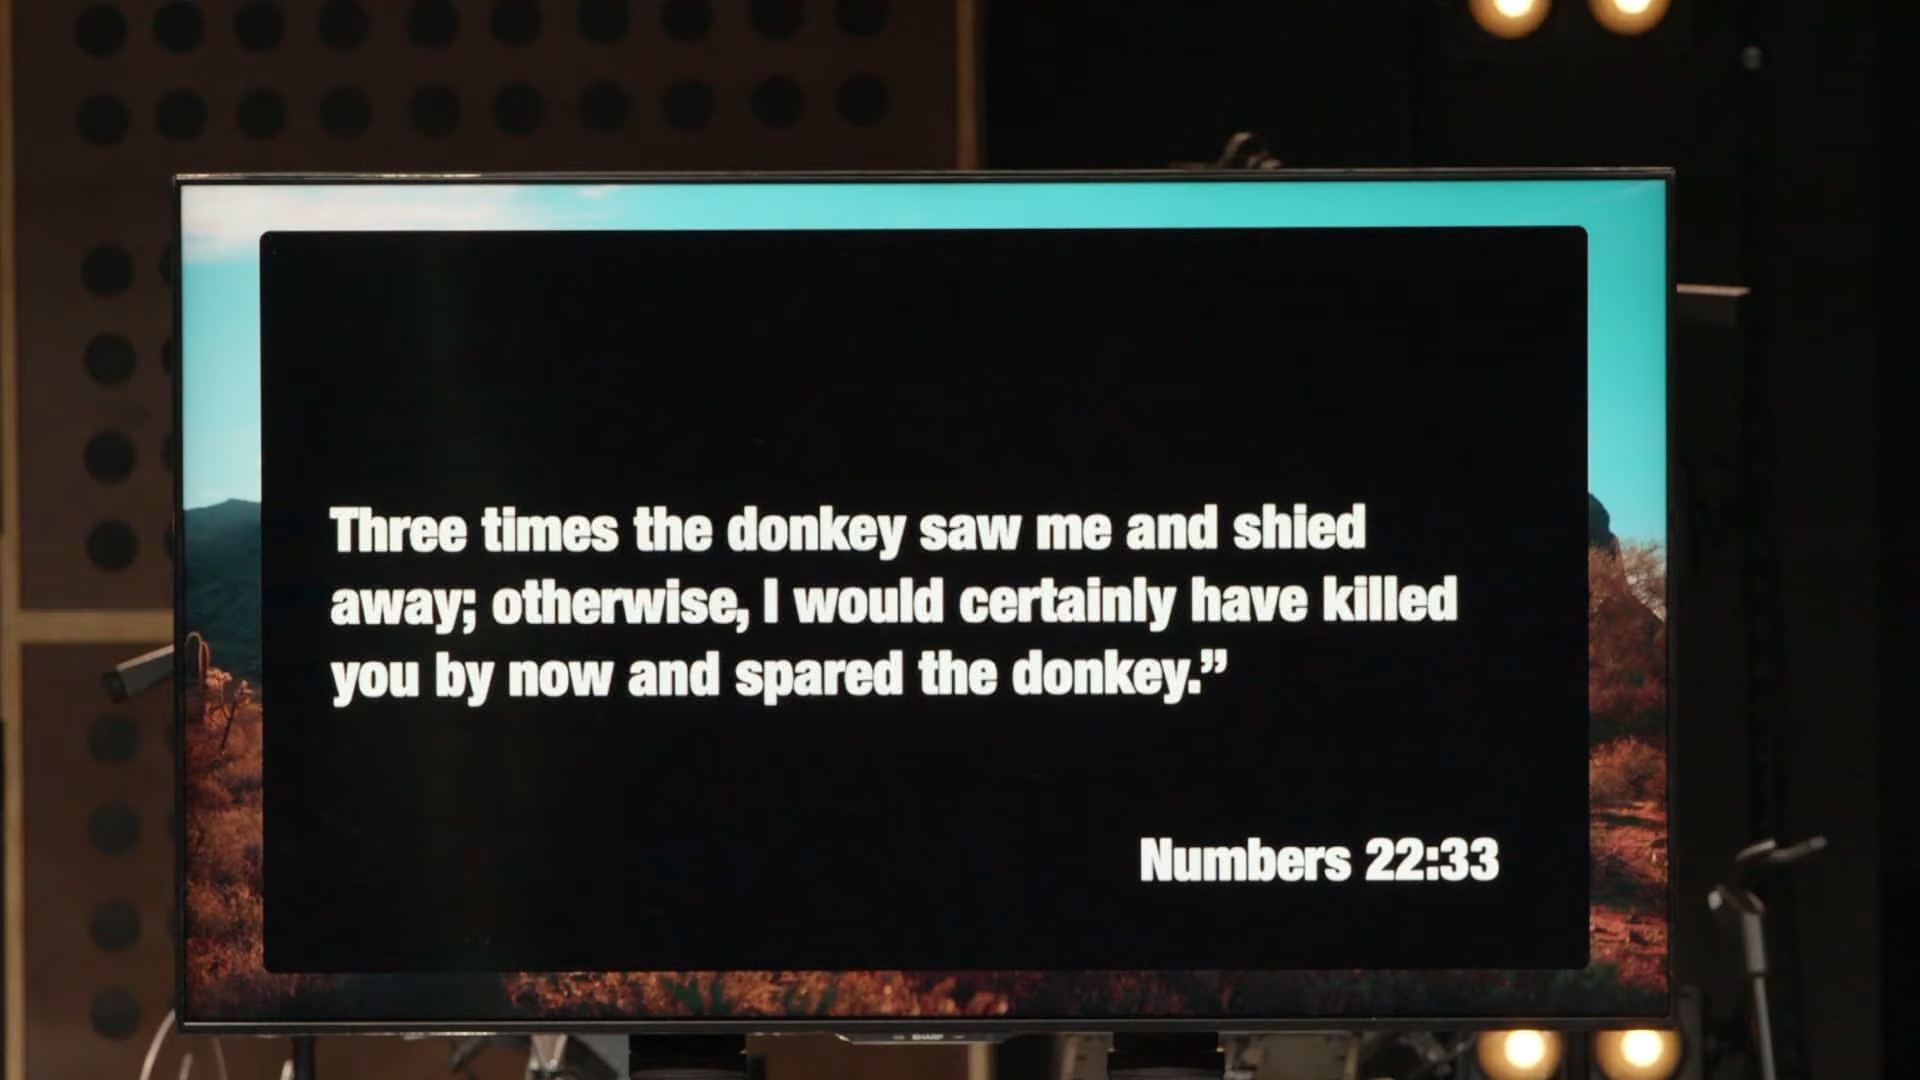 Three times the donkey saw me and shied
away; otherwise, I would certainly have killed
you by now and spared the donkey.”
Numbers 22:33
SHARP